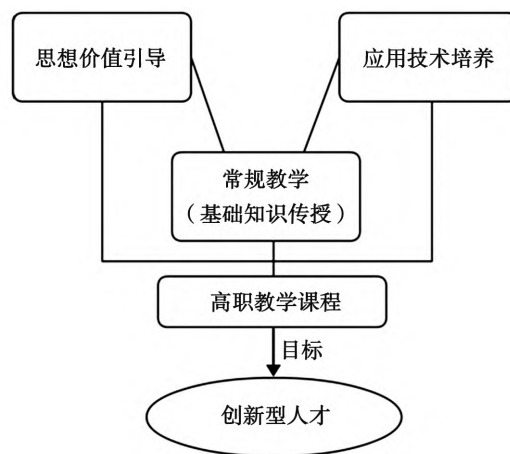 思想价值引导
应用技术培养
常规教学
（基础知识传授）
高职教学课程
目标
创新型人才